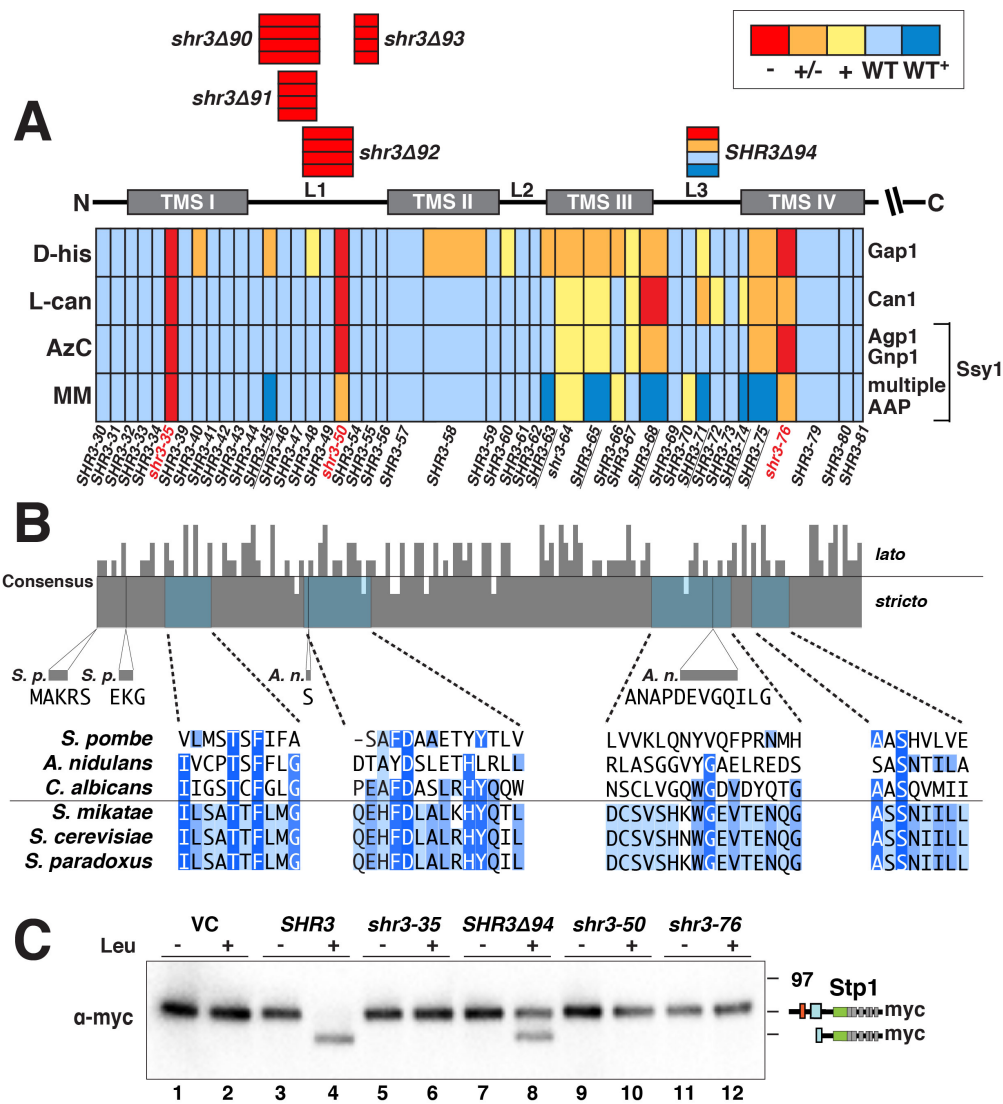 shr3Δ90
shr3Δ93
- +/- + WT WT+
shr3Δ91
A
shr3Δ92
SHR3Δ94
L1 L2 L3
N TMS I TMS II TMS III TMS IV C
D-his Gap1
L-can Can1
AzC Agp1
Gnp1
Ssy1
MM multiple
AAP
SHR3-30
SHR3-31
SHR3-32
SHR3-33
SHR3-34
shr3-35
SHR3-39
SHR3-40
SHR3-41
SHR3-42
SHR3-43
SHR3-44
SHR3-45
SHR3-46
SHR3-47
SHR3-48
SHR3-49
shr3-50
SHR3-54
SHR3-55
SHR3-56
SHR3-57
SHR3-58
SHR3-59
SHR3-60
SHR3-61
SHR3-62
SHR3-63
shr3-64
SHR3-65
SHR3-66
SHR3-67
SHR3-68
SHR3-69
SHR3-70
SHR3-71
SHR3-72
SHR3-73
SHR3-74
SHR3-75
shr3-76
SHR3-79
SHR3-80
SHR3-81
B
lato
Consensus
stricto
S. p. S. p. A. n. A. n.
MAKRS EKG S ANAPDEVGQILG
S. pombe VLMSTSFIFA -SAFDAAETYYTLV LVVKLQNYVQFPRNMH AASHVLVE
A. nidulans IVCPTSFFLG DTAYDSLETHLRLL RLASGGVYGAELREDS SASNTILA
C. albicans IIGSTCFGLG PEAFDASLRHYQQW NSCLVGQWGDVDYQTG AASQVMII
S. mikatae ILSATTFLMG QEHFDLALKHYQTL DCSVSHKWGEVTENQG ASSNIILL
S. cerevisiae ILSATTFLMG QEHFDLALRHYQIL DCSVSHKWGEVTENQG ASSNIILL
S. paradoxus ILSATTFLMG QEHFDLALRHYQIL DCSVSHKWGEVTENQG ASSNIILL
C
VC SHR3 shr3-35 SHR3Δ94 shr3-50 shr3-76
Leu - + - + - + - + - + - +
97
Stp1
α-myc
myc
myc
1 2 3 4 5 6 7 8 9 10 11 12